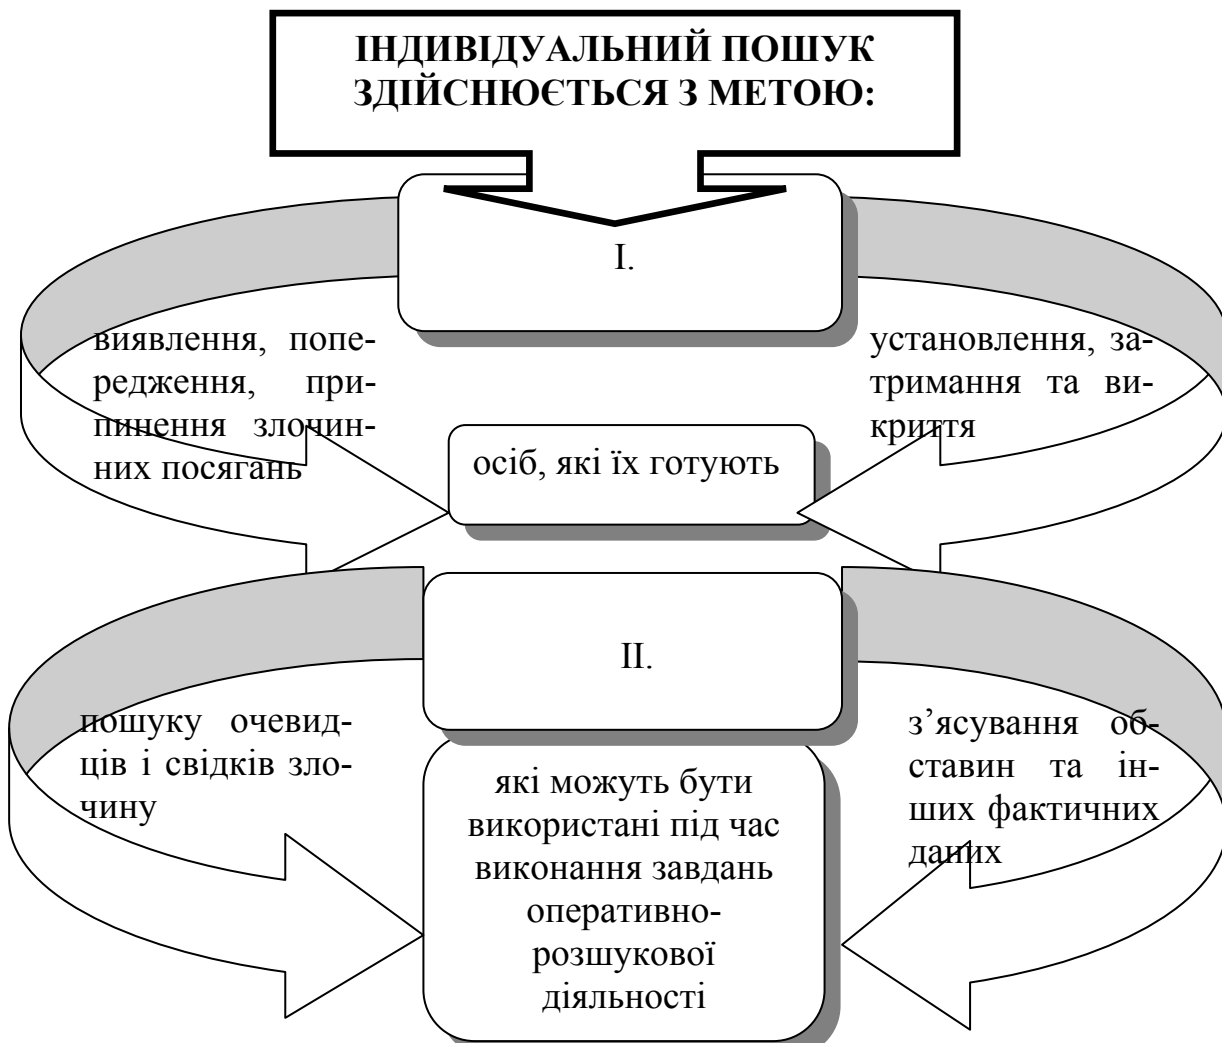 ІНДИВІДУАЛЬНИЙ ПОШУК
ЗДІЙСНЮЄТЬСЯ З МЕТОЮ:
I.
виявлення, попе-
редження, при-
пинення злочин-
них посягань
установлення, за-
тримання та ви-
криття
осіб, які їх готують
II.
пошуку очевид-
ців і свідків зло-
чину
з’ясування об-
ставин та ін-
ших фактичних
даних
які можуть бути
використані під час
виконання завдань
оперативно-
розшукової
діяльності